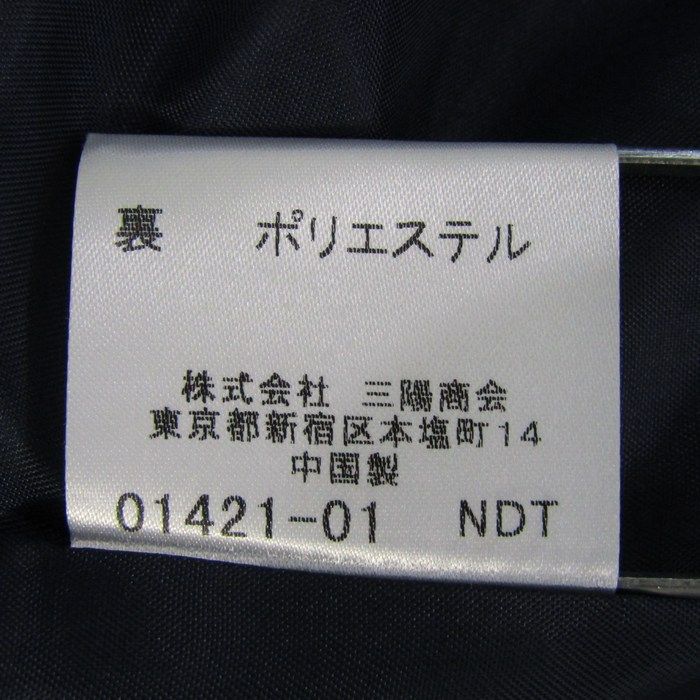 裏　ポリエステル
株式会社 三陽商会
東京都新宿区本塩町14
中国製
01421-01 NDT